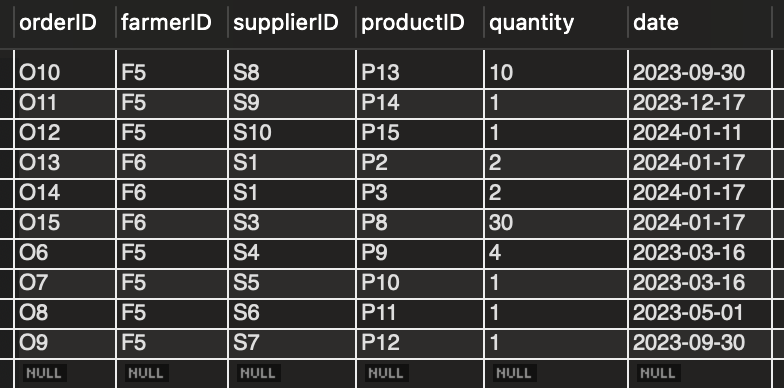 orderID farmerID supplierID productID quantity date
O10 F5 S8 P13 10 2023-09-30
O11 F5 S9 P14 1 2023-12-17
O12 F5 S10 P15 1 2024-01-11
O13 F6 S1 P2 2 2024-01-17
O14 F6 S1 P3 2 2024-01-17
O15 F6 S3 P8 30 2024-01-17
O6 F5 S4 P9 4 2023-03-16
O7 F5 S5 P10 1 2023-03-16
O8 F5 S6 P11 1 2023-05-01
O9 F5 S7 P12 1 2023-09-30
NULL NULL NULL NULL NULL NULL